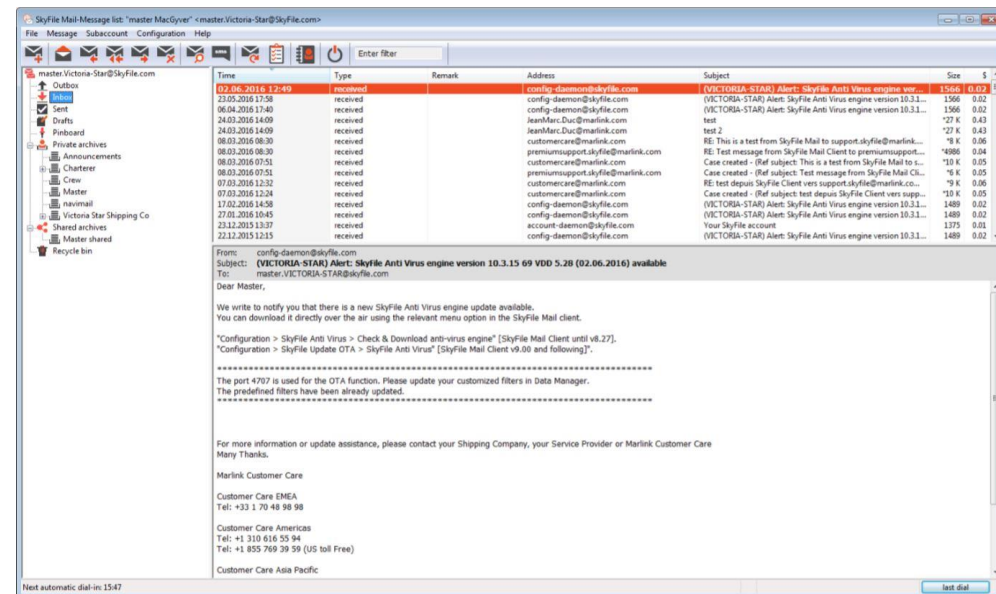 SkyFile Mail-Message list: "master MacGyver" <master.Victoria-Star@SkyFile.com>
File Message Subaccount Configuration Help
Enter filter
master.Victoria-Star@SkyFile.com
Outbox
Inbox
Sent
Drafts
Pinboard
Private archives
Announcements
Charterer
Crew
Master
navimail
Victoria Star Shipping Co
Shared archives
Master shared
Recycle bin
Time Type Remark Address Subject Size $
02.06.2016 12:49 received config-daemon@skyfile.com (VICTORIA-STAR) Alert: SkyFile Anti Virus engine ver... 1566 0.02
23.05.2016 17:58 received config-daemon@skyfile.com (VICTORIA-STAR) Alert: SkyFile Anti Virus engine version 10.3.1... 1566 0.02
06.04.2016 17:40 received config-daemon@skyfile.com (VICTORIA-STAR) Alert: SkyFile Anti Virus engine version 10.3.1... 1566 0.02
24.03.2016 14:09 received JeanMarc.Duc@marlink.com test *27 K 0.43
24.03.2016 14:09 received JeanMarc.Duc@marlink.com test 2 *27 K 0.43
08.03.2016 08:30 received customercare@marlink.com RE: This is a test from SkyFile Mail to support.skyfile@marlink.... *8 K 0.06
08.03.2016 08:30 received premiumsupport.skyfile@marlink.com RE: Test message from SkyFile Mail Client to premiumsupport.... *4986 0.04
08.03.2016 07:51 received customercare@marlink.com Case created - (Ref subject: This is a test from SkyFile Mail to s... *10 K 0.05
08.03.2016 07:51 received premiumsupport.skyfile@marlink.com Case created - (Ref subject: Test message from SkyFile Mail Cli... *6 K 0.05
07.03.2016 12:32 received customercare@marlink.com RE: test depuis SkyFile Client vers support.skyfile@marlink.co... *9 K 0.06
07.03.2016 12:24 received customercare@marlink.com Case created - (Ref subject: test depuis SkyFile Client vers supp... *10 K 0.05
17.02.2016 14:58 received config-daemon@skyfile.com (VICTORIA-STAR) Alert: SkyFile Anti Virus engine version 10.3.1... 1489 0.02
27.01.2016 10:45 received config-daemon@skyfile.com (VICTORIA-STAR) Alert: SkyFile Anti Virus engine version 10.3.1... 1489 0.02
23.12.2015 13:37 received account-daemon@skyfile.com Your SkyFile account 1375 0.01
22.12.2015 12:15 received config-daemon@skyfile.com (VICTORIA-STAR) Alert: SkyFile Anti Virus engine version 10.3.1... 1489 0.02
From: config-daemon@skyfile.com
Subject: (VICTORIA-STAR) Alert: SkyFile Anti Virus engine version 10.3.15 69 VDD 5.28 (02.06.2016) available
To: master.VICTORIA-STAR@skyfile.com
Dear Master,
We write to notify you that there is a new SkyFile Anti Virus engine update available.
You can download it directly over the air using the relevant menu option in the SkyFile Mail client.
"Configuration > SkyFile Anti Virus > Check & Download anti-virus engine" [SkyFile Mail Client until v8.27].
"Configuration > SkyFile Update OTA > SkyFile Anti Virus" [SkyFile Mail Client v9.00 and following]".
************************************************************************************
The port 4707 is used for the OTA function. Please update your customized filters in Data Manager.
The predefined filters have been already updated.
************************************************************************************
For more information or update assistance, please contact your Shipping Company, your Service Provider or Marlink Customer Care
Many Thanks.
Marlink Customer Care
Customer Care EMEA
Tel: +33 1 70 48 98 98
Customer Care Americas
Tel: +1 310 616 55 94
Tel: +1 855 769 39 59 (US toll Free)
Customer Care Asia Pacific
Next automatic dial-in: 15:47
last dial